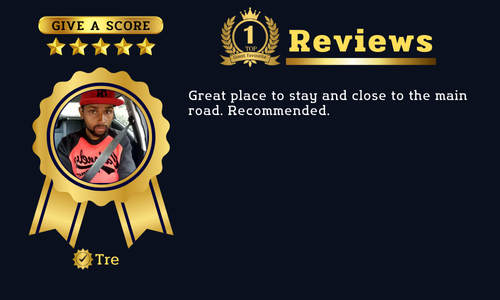 GIVE A SCORE
1
TOP
Reviews
Great place to stay and close to the main
road. Recommended.
Tre